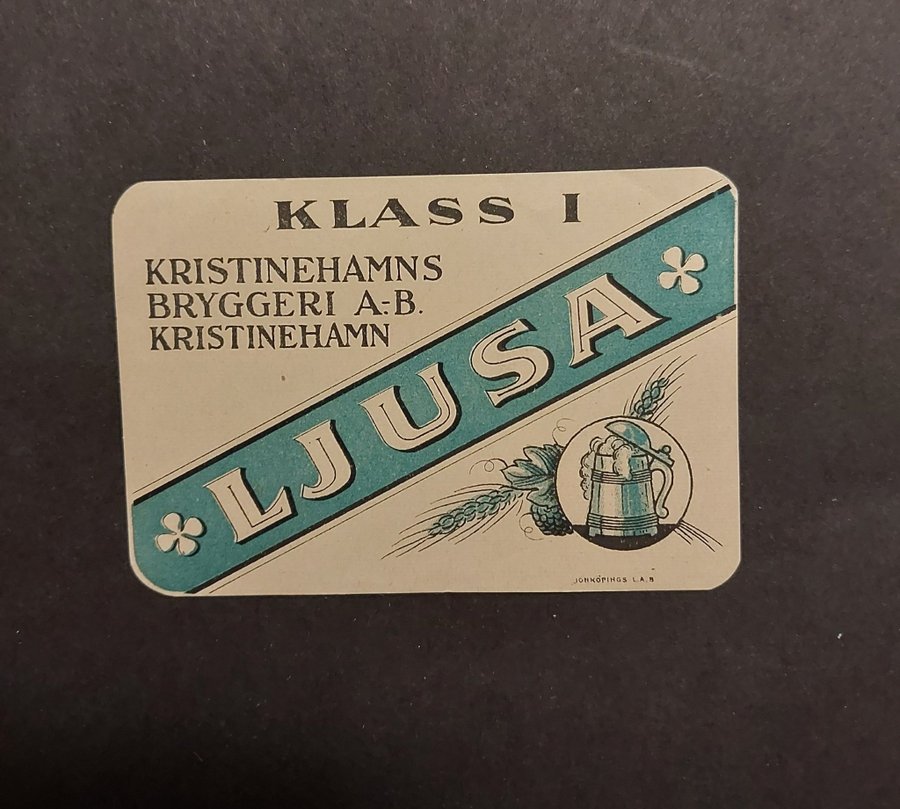 KLASS I
KRISTINEHAMNS
BRYGGERI A.-B.
KRISTINEHAMN
LJUSA
JÖNKÖPINGS L.A.B